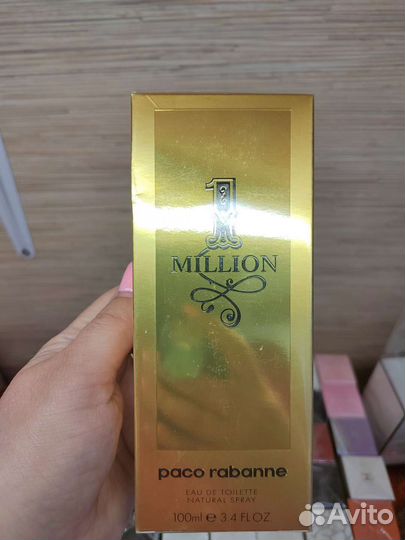 1
MILLION
paco rabanne
EAU DE TOILETTE
NATURAL SPRAY
100ml e 3.4 FL OZ
Avito